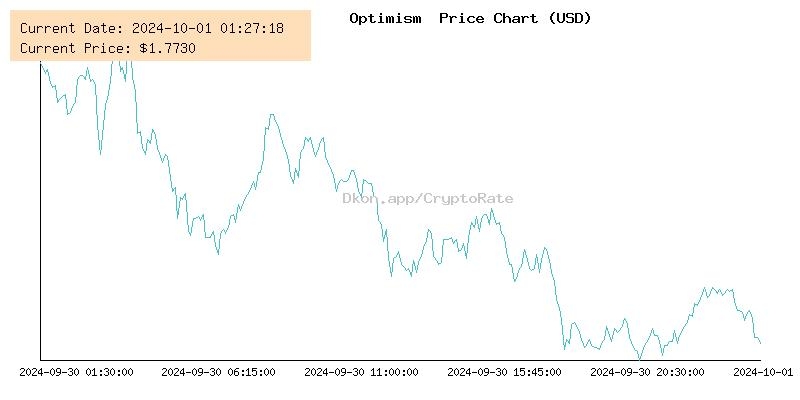 Optimism Price Chart (USD)
Current Date: 2024-10-01 01:27:18
Current Price: $1.7730
Dkon.app/CryptoRate
2024-09-30 01:30:00 2024-09-30 06:15:00 2024-09-30 11:00:00 2024-09-30 15:45:00 2024-09-30 20:30:00 2024-10-01